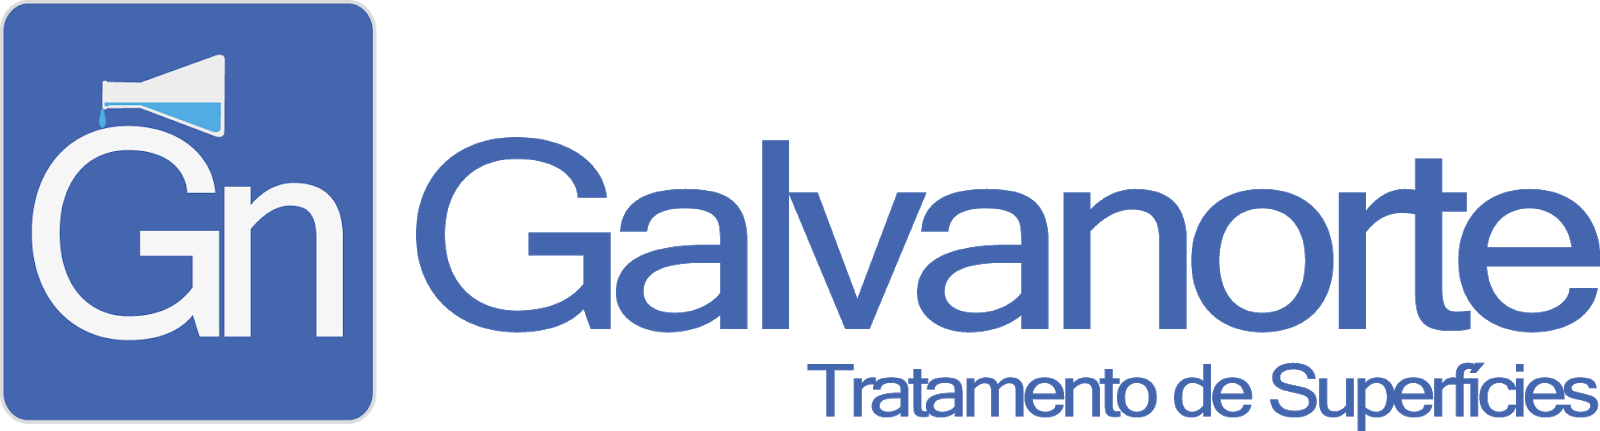 Gn
Galvanorte
Tratamento de Superfícies